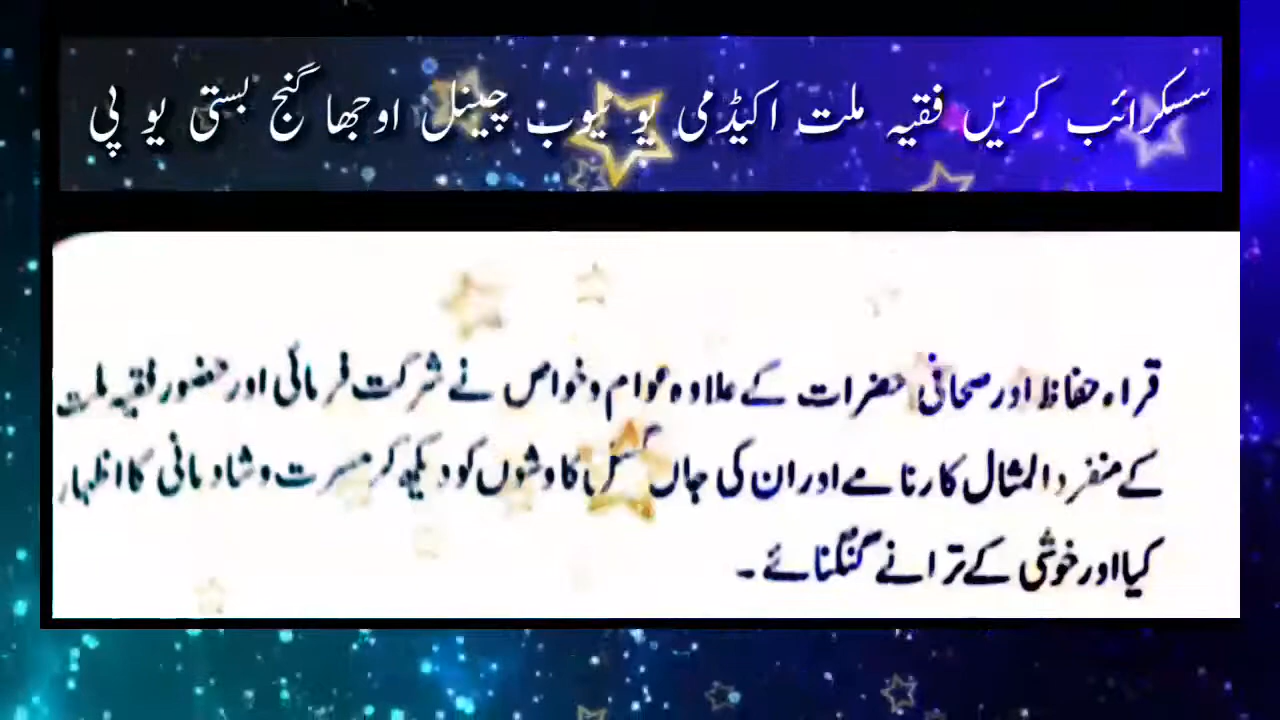 سسکرائب کریں فقیہ ملت اکیڈمی یوٹیوب چینل اوجھا گنج بستی یو پی
قراء حفاظ اور صحافی حضرات کے علاوہ عوام وخواص نے شرکت فرمائی اور حضور فقیہ ملت
کے منفرد المثال کارنامے اور ان کی جاں گسل کاوشوں کو دیکھ کر مسرت وشادمانی کا اظہار
کیا اور خوشی کے ترانے گنگنائے۔